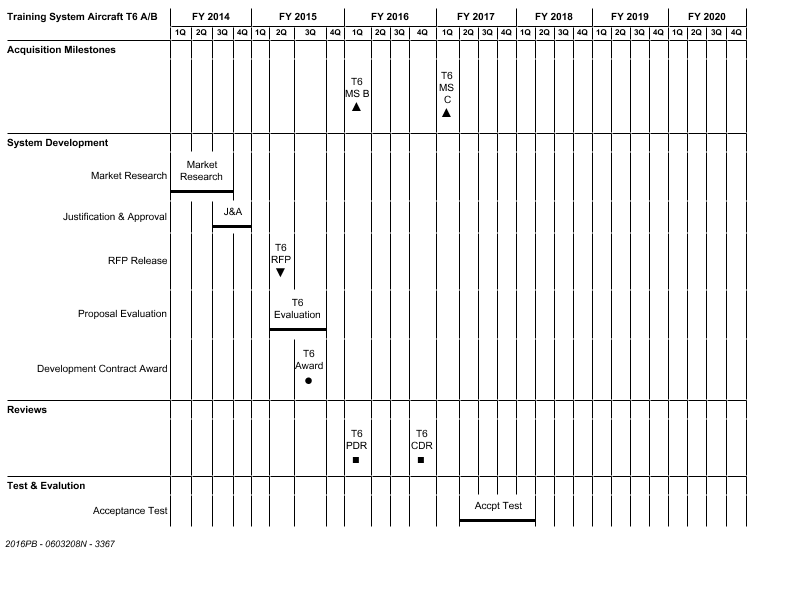 Training System Aircraft T6 A/B
FY 2014 FY 2015 FY 2016 FY 2017 FY 2018 FY 2019 FY 2020
1Q 2Q 3Q 4Q 1Q 2Q 3Q 4Q 1Q 2Q 3Q 4Q 1Q 2Q 3Q 4Q 1Q 2Q 3Q 4Q 1Q 2Q 3Q 4Q 1Q 2Q 3Q 4Q
Acquisition Milestones
T6
MS B
T6
MS
C
System Development
Market Research
Market
Research
Justification & Approval
J&A
RFP Release
T6
RFP
Proposal Evaluation
T6
Evaluation
Development Contract Award
T6
Award
Reviews
T6
PDR
T6
CDR
Test & Evalution
Acceptance Test
Accpt Test
2016PB - 0603208N - 3367